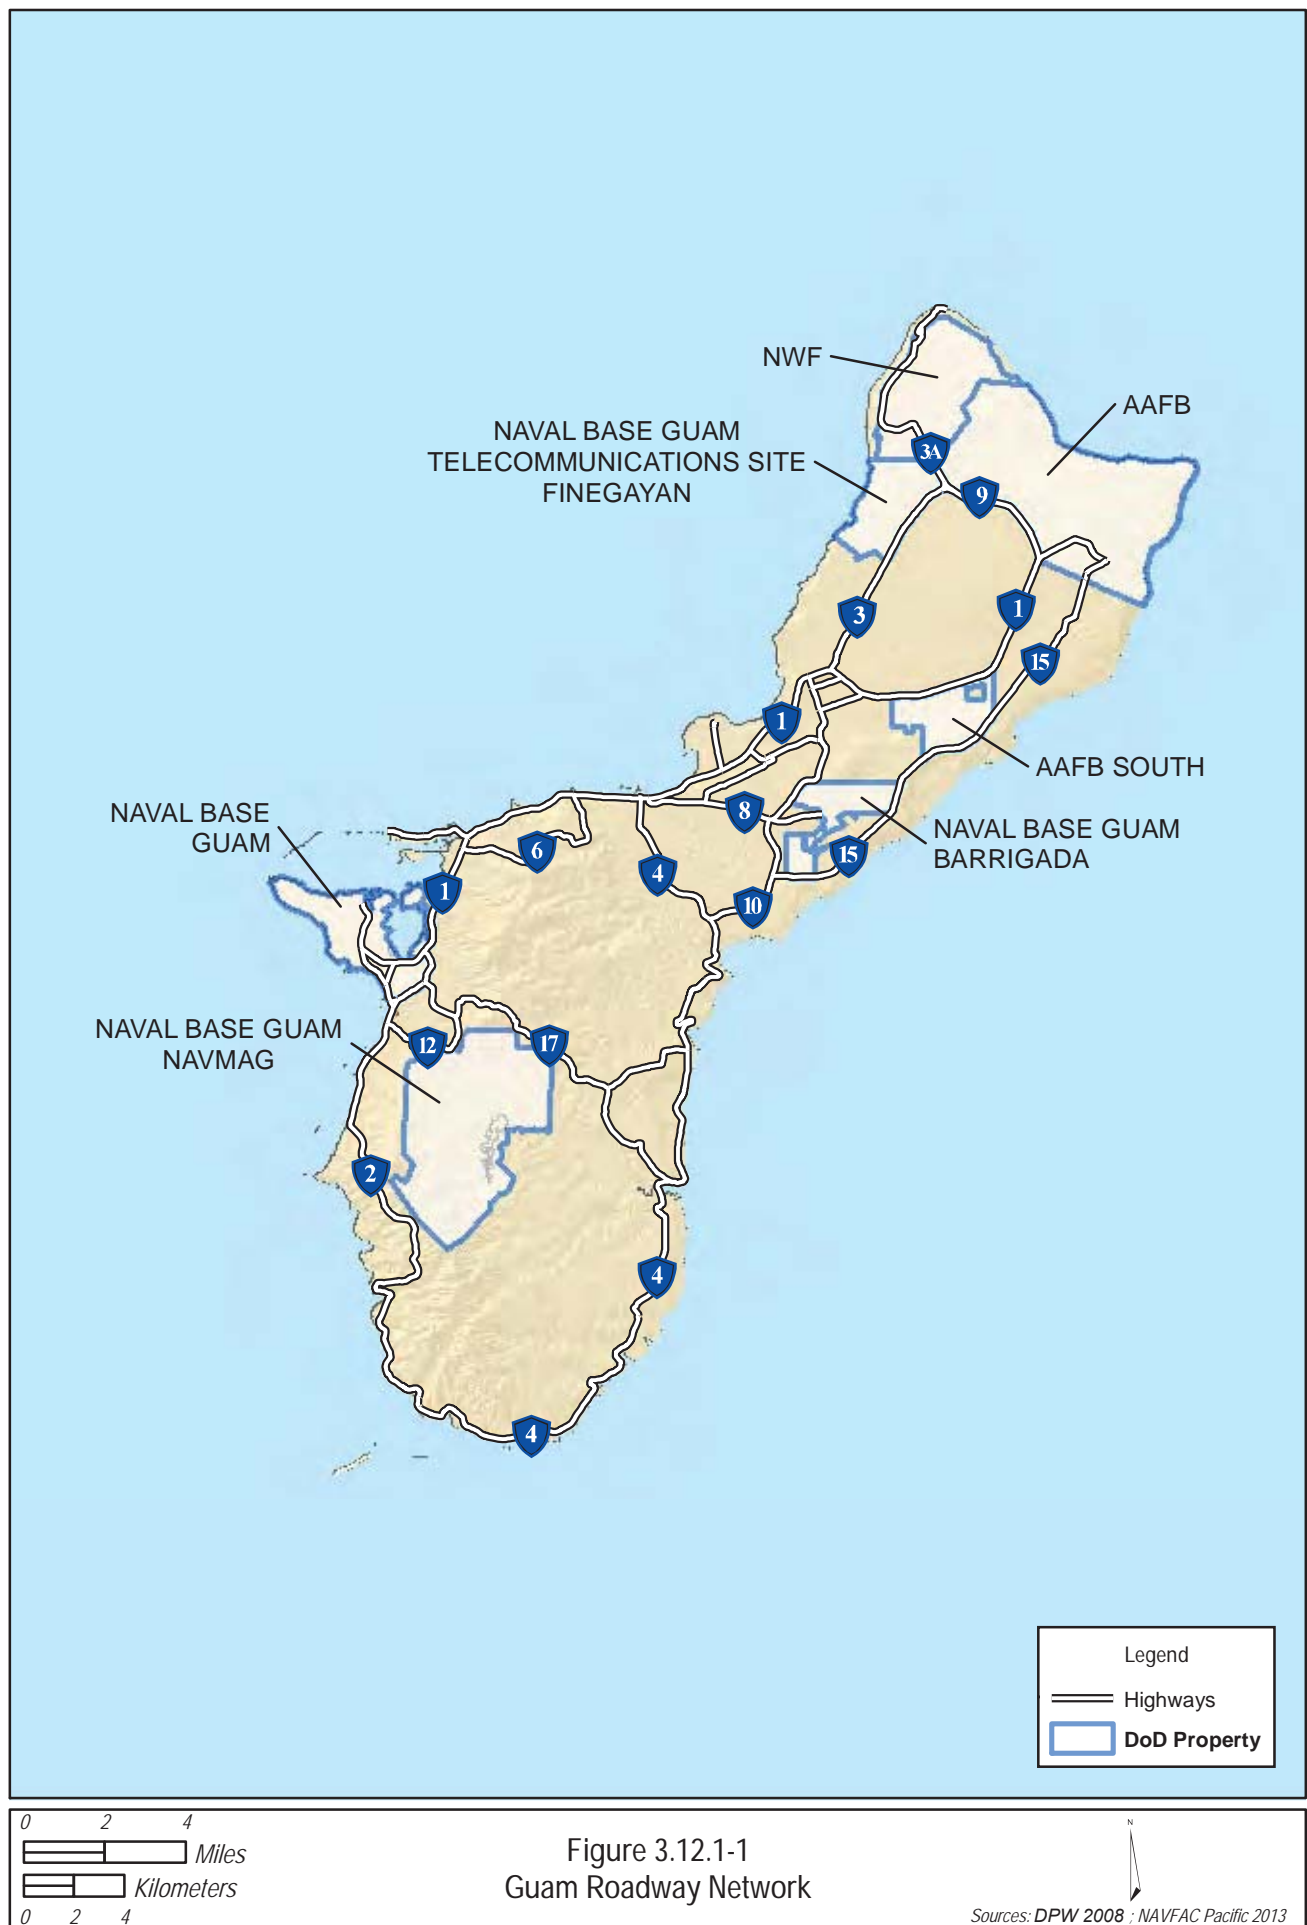 NWF
AAFB
NAVAL BASE GUAM
TELECOMMUNICATIONS SITE
FINEGAYAN
3A
9
3
1
15
1
AAFB SOUTH
NAVAL BASE
GUAM
8
NAVAL BASE GUAM
BARRIGADA
6
15
4
1
10
NAVAL BASE GUAM
NAVMAG
12
17
2
4
4
Legend
Highways
DoD Property
0 2 4
Miles
Kilometers
0 2 4
Figure 3.12.1-1
Guam Roadway Network
N
Sources: DPW 2008 ; NAVFAC Pacific 2013